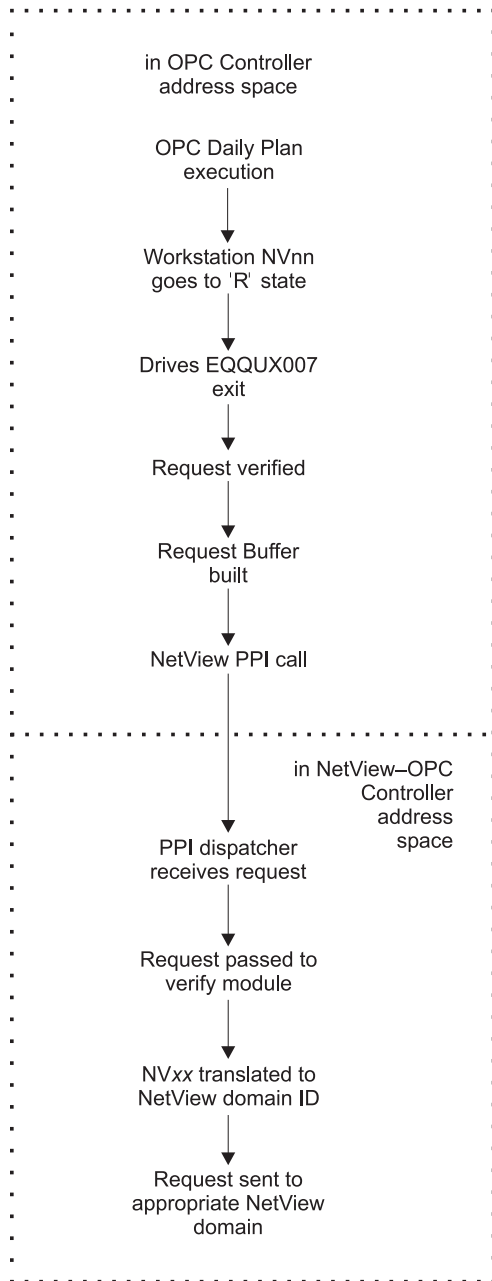 in OPC Controller
address space
OPC Daily Plan
execution
Workstation NVnn
goes to 'R' state
Drives EQQUX007
exit
Request verified
Request Buffer
built
NetView PPI call
in NetView–OPC
Controller
address
space
PPI dispatcher
receives request
Request passed to
verify module
NVxx translated to
NetView domain ID
Request sent to
appropriate NetView
domain